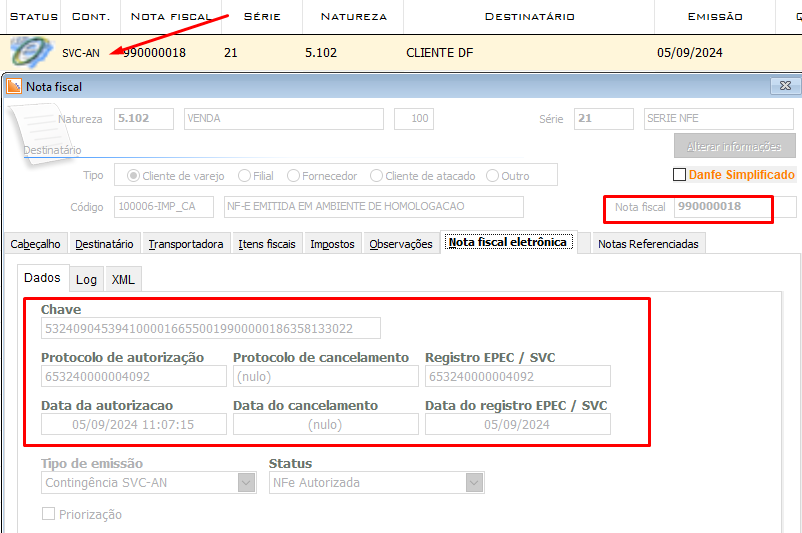 STATUS CONT. NOTA FISCAL SÉRIE NATUREZA DESTINATÁRIO EMISSÃO
SVC-AN 990000018 21 5.102 CLIENTE DF 05/09/2024
Nota fiscal
Natureza 5.102 VENDA 100 Série 21 SERIE NFE
Alterar informações
Destinatário
Tipo Cliente de varejo Filial Fornecedor Cliente de atacado Outro
Danfe Simplificado
Código 100006-IMP_CA NF-E EMITIDA EM AMBIENTE DE HOMOLOGACAO Nota fiscal 990000018
Cabeçalho Destinatário Transportadora Itens fiscais Impostos Observações Nota fiscal eletrônica Notas Referenciadas
Dados Log XML
Chave
53240904539410000166550019900000186358133022
Protocolo de autorização Protocolo de cancelamento Registro EPEC / SVC
653240000004092 (nulo) 653240000004092
Data da autorizacao Data do cancelamento Data do registro EPEC / SVC
05/09/2024 11:07:15 (nulo) 05/09/2024
Tipo de emissão Status
Contingência SVC-AN NFe Autorizada
Priorização